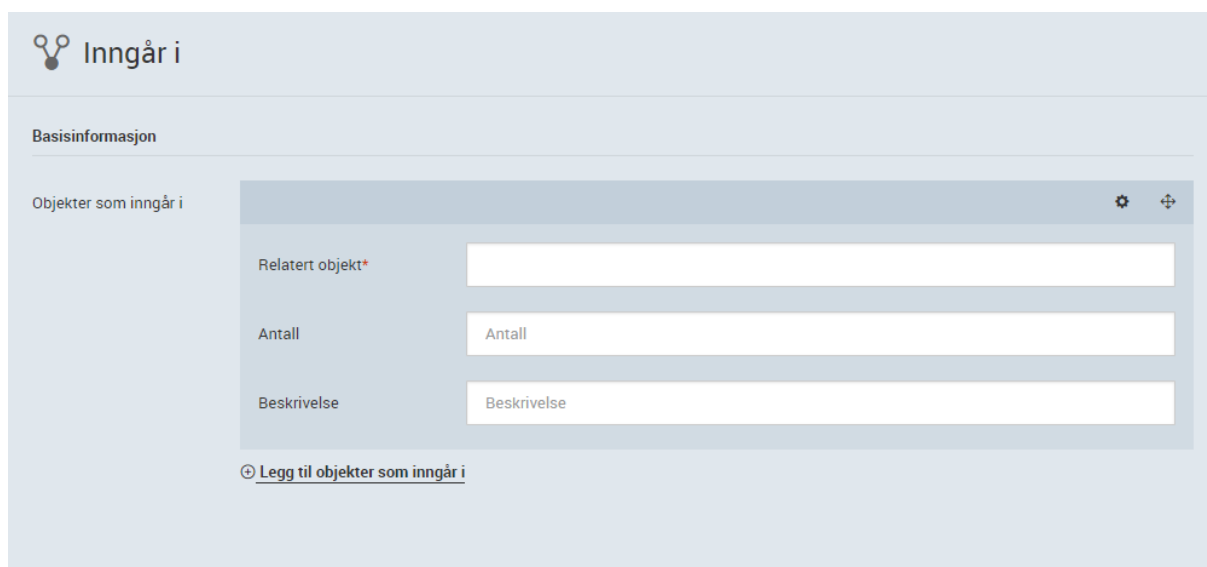 Inngår i
Basisinformasjon
Objekter som inngår i
Relatert objekt*
Antall Antall
Beskrivelse Beskrivelse
Legg til objekter som inngår i